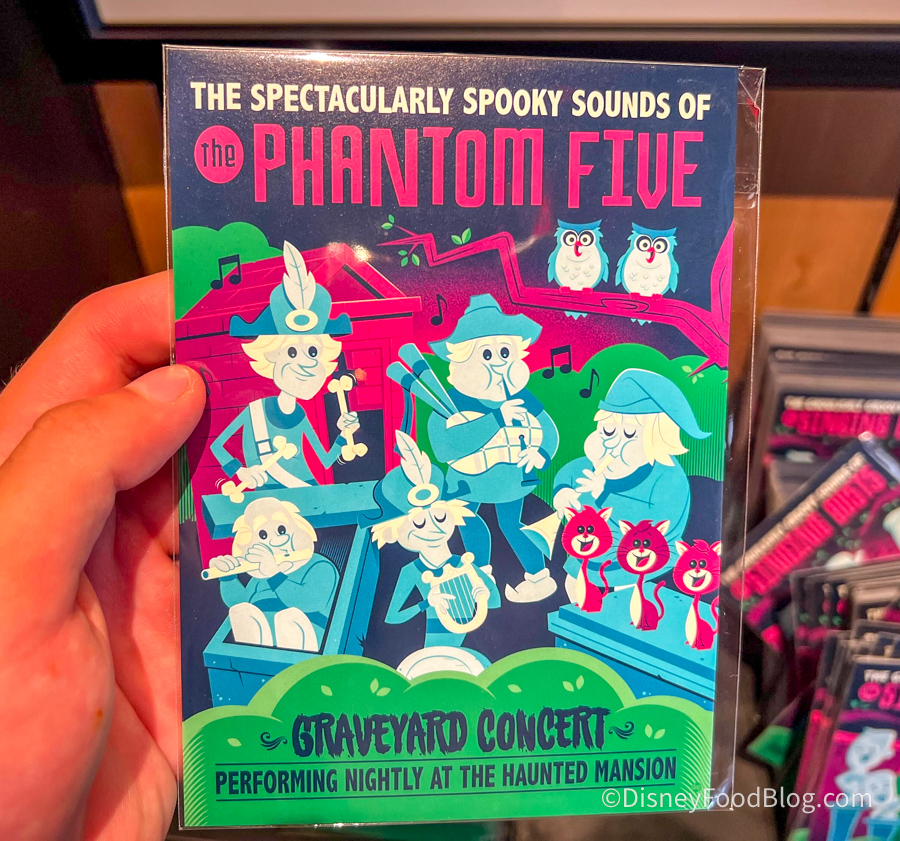 THE SPECTACULARLY SPOOKY SOUNDS OF
the PHANTOM FIVE
GRAVEYARD CONCERT
PERFORMING NIGHTLY AT THE HAUNTED MANSION
©DisneyFoodBlog.com